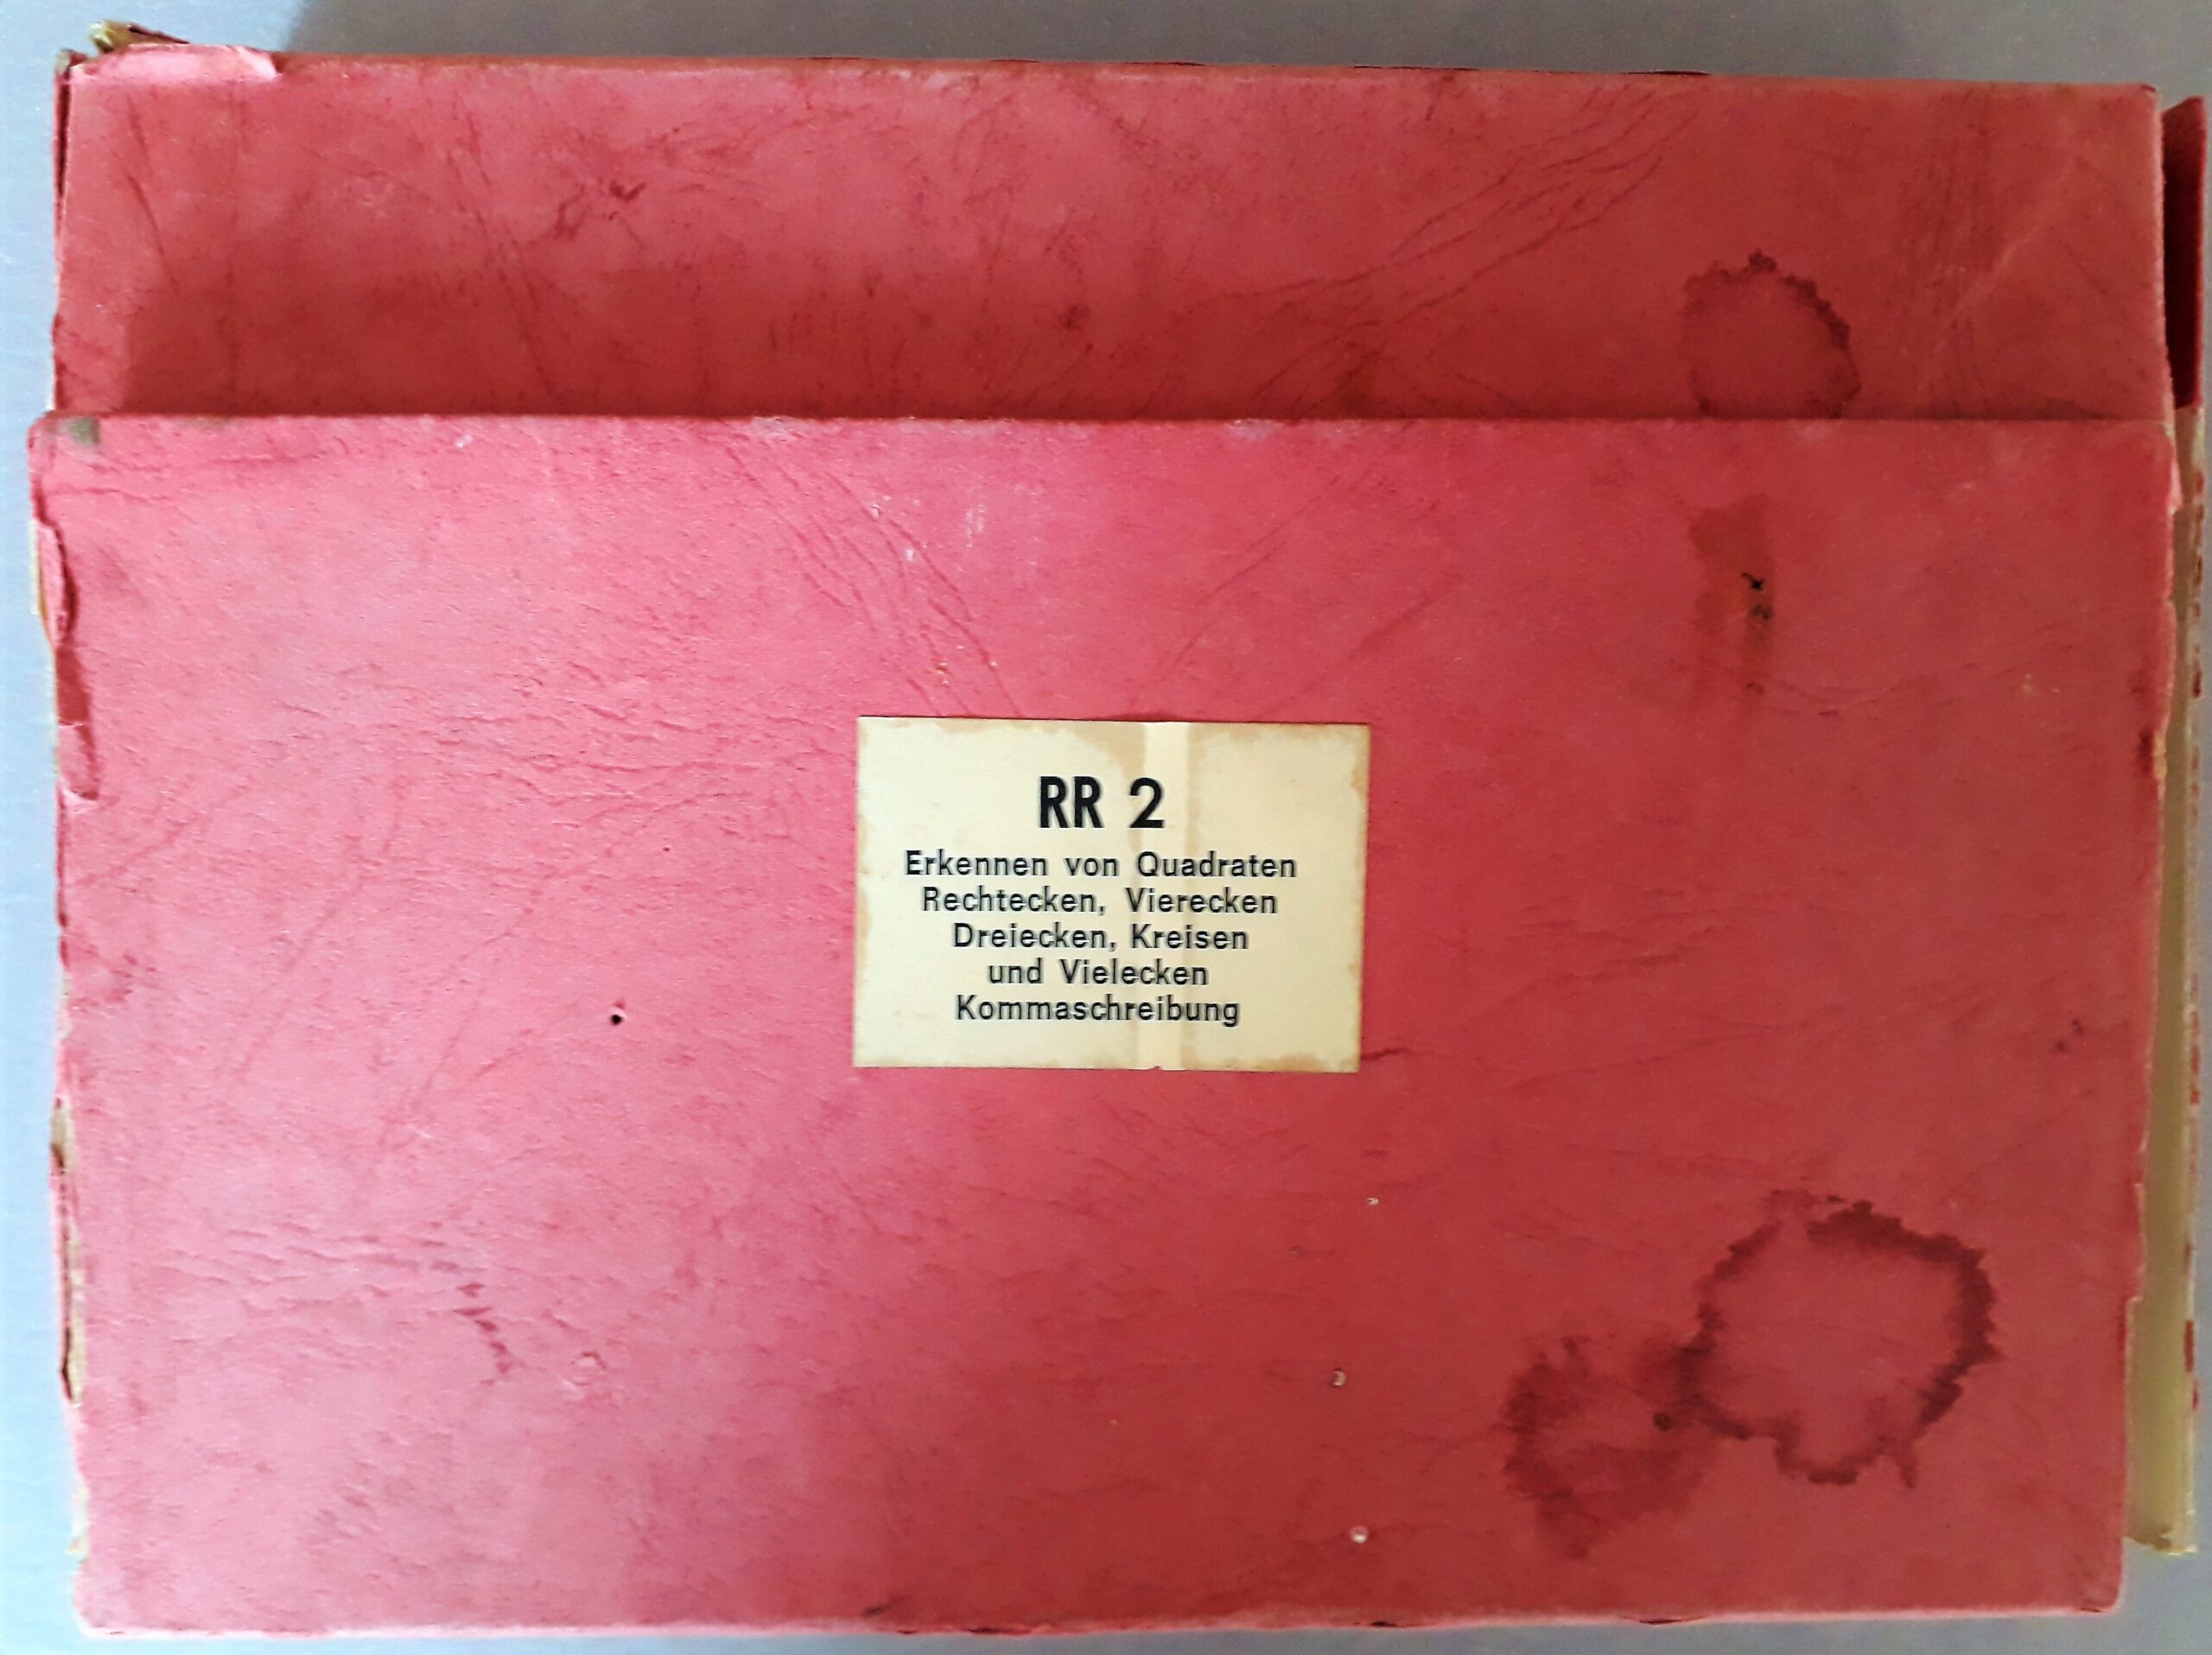 RR 2
Erkennen von Quadraten
Rechtecken, Vierecken
Dreiecken, Kreisen
und Vielecken
Kommaschreibung